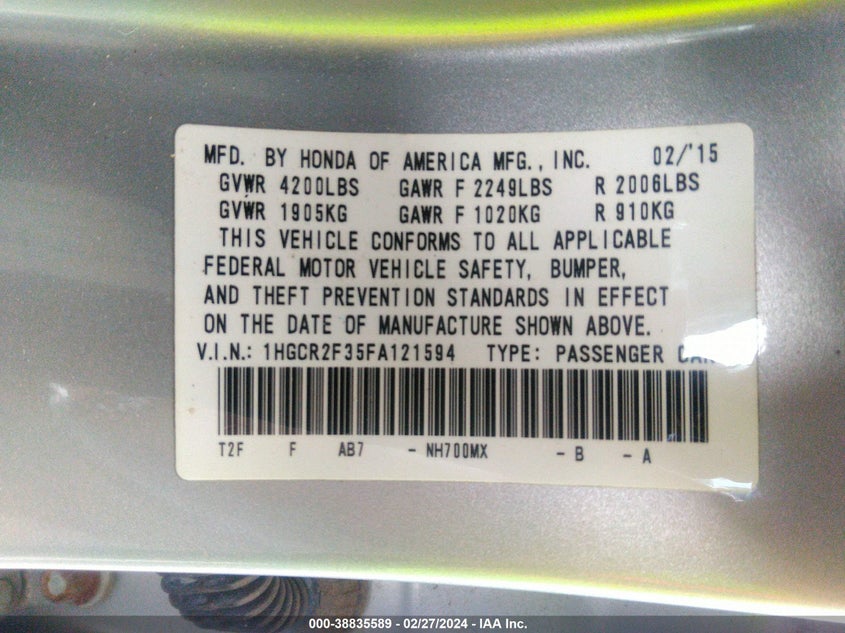 MFD. BY HONDA OF AMERICA MFG., INC. 02/'15
GVWR 4200LBS GAWR F 2249LBS R 2006LBS
GVWR 1905KG GAWR F 1020KG R 910KG
THIS VEHICLE CONFORMS TO ALL APPLICABLE
FEDERAL MOTOR VEHICLE SAFETY, BUMPER,
AND THEFT PREVENTION STANDARDS IN EFFECT
ON THE DATE OF MANUFACTURE SHOWN ABOVE.
V.I.N.: 1HGCR2F35FA121594 TYPE: PASSENGER CAR
T2F F AB7 - NH700MX - B - A
000-38835589 - 02/27/2024 - IAA Inc.